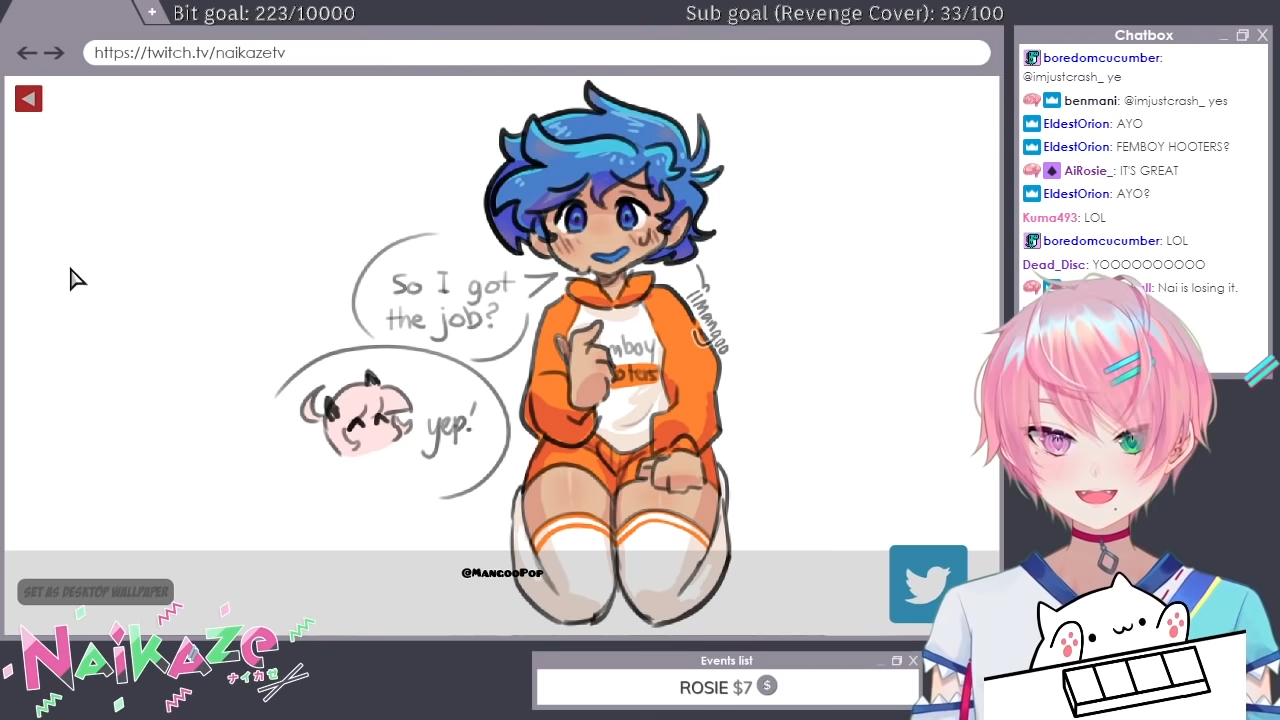 Bit goal: 223/10000
Sub goal (Revenge Cover): 33/100
https://twitch.tv/naikazetv
Chatbox
boredomcucumber:
@imjustcrash_ ye
benmani: @imjustcrash_ yes
EldestOrion: AYO
EldestOrion: FEMBOY HOOTERS?
AiRosie_: IT'S GREAT
EldestOrion: AYO?
Kuma493: LOL
boredomcucumber: LOL
Dead_Disc: YOOOOOOOOOO
Nai is losing it.
So I got
the job?
yep!
mboy
@MangooPop
SET AS DESKTOP WALLPAPER
Naikaze
ナイカゼ
Events list
ROSIE $7